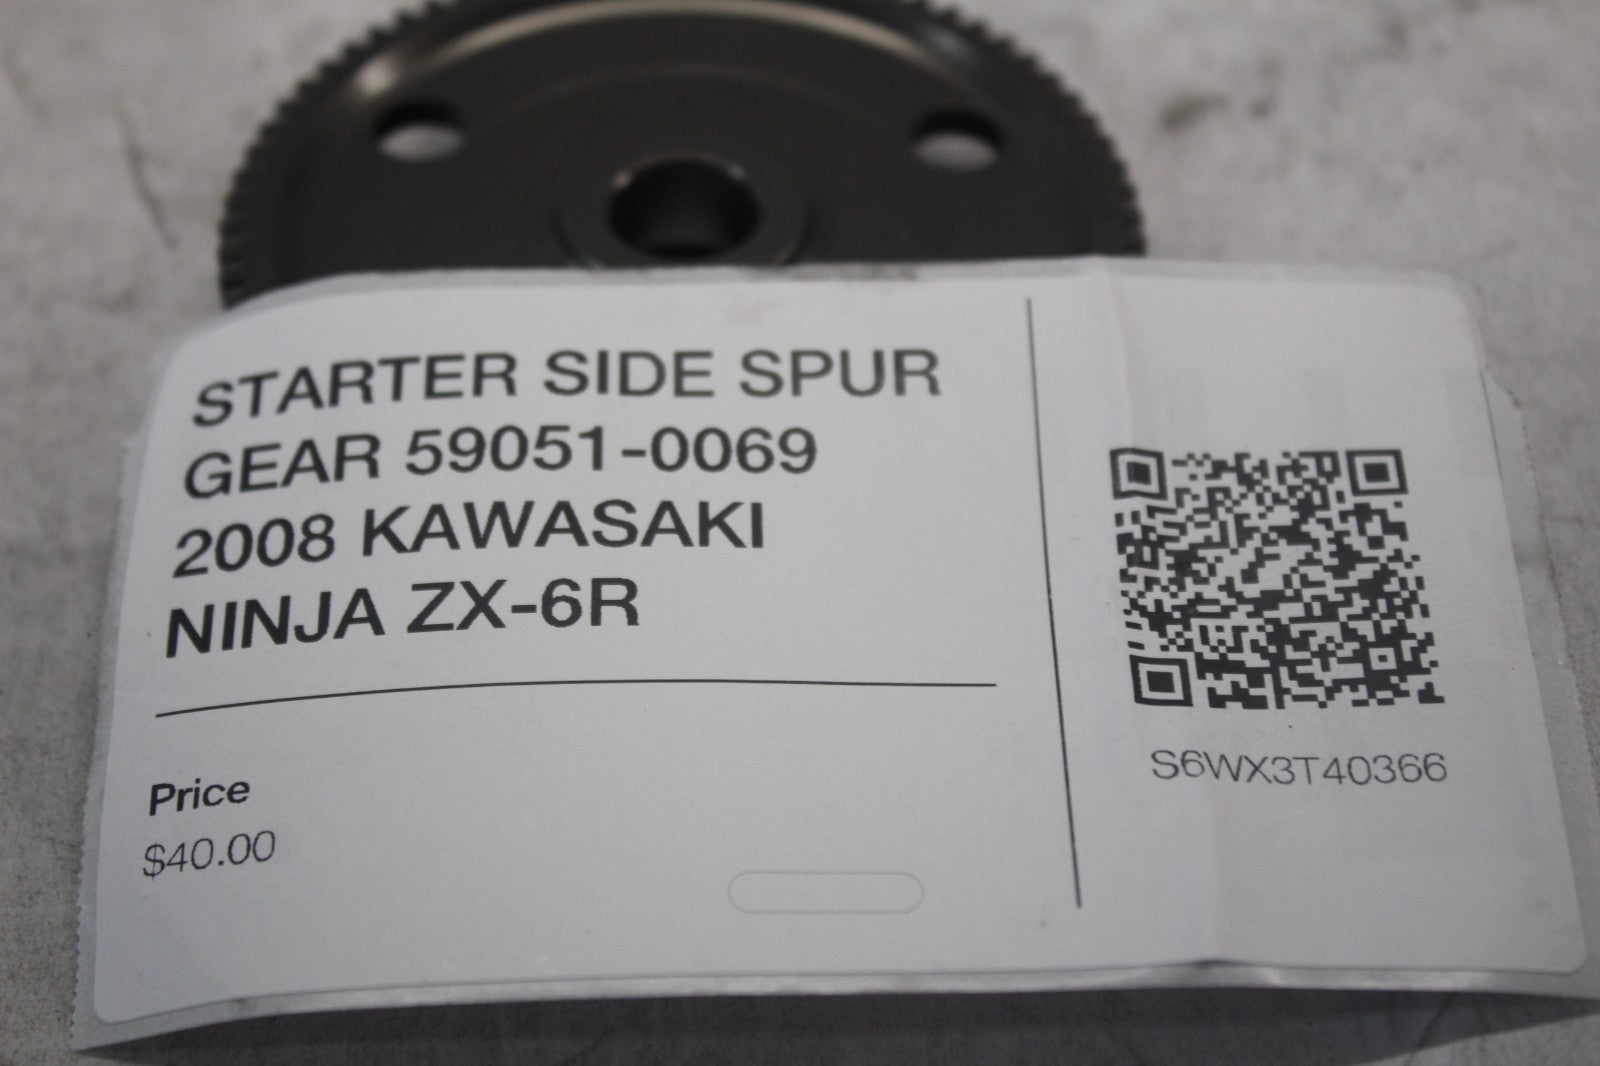 STARTER SIDE SPUR
GEAR 59051-0069
2008 KAWASAKI
NINJA ZX-6R
Price
$40.00
S6WX3T40366